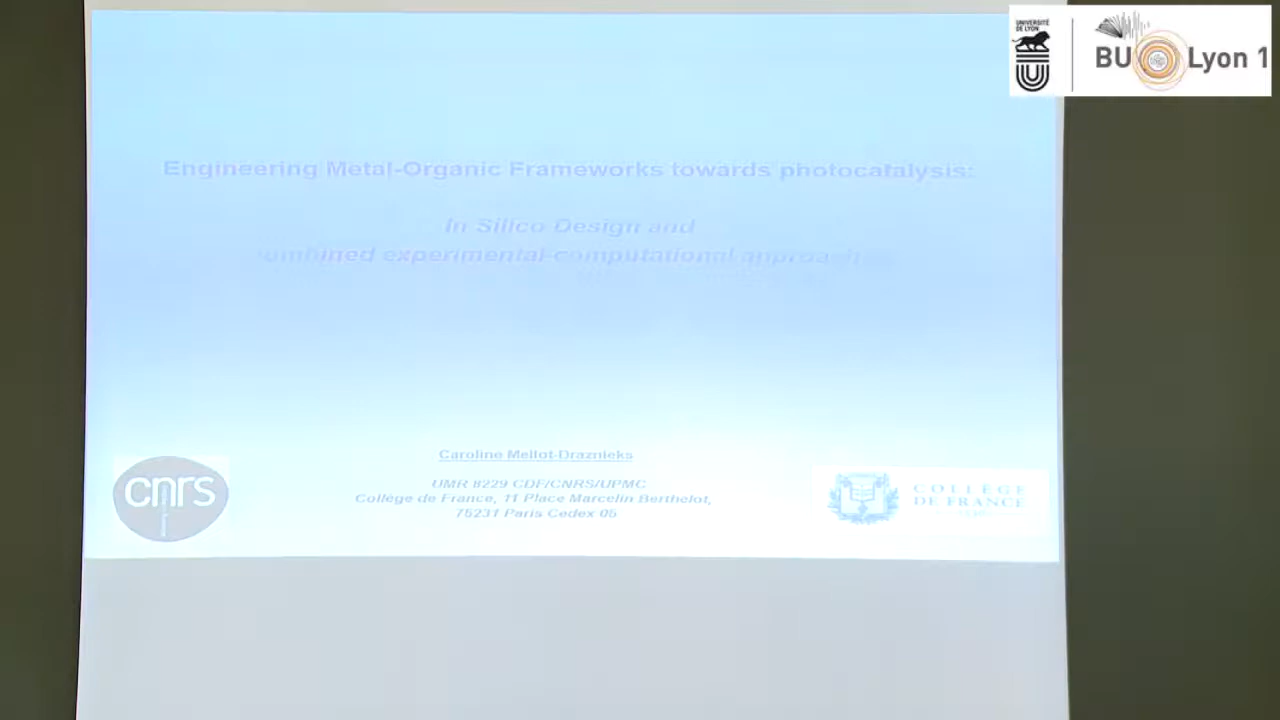 UNIVERSITÉ
DE LYON
BU Lyon 1
Engineering Metal-Organic Frameworks towards photocatalysis:
In Silico Design and
experimental-computational
cnrs
Caroline Mellot-Draznieks
UMR 8229 CDF/CNRS/UPMC
Collège de France, 11 Place Marcelin Berthelot,
75231 Paris Cedex 05
COLLÈGE
DE FRANCE